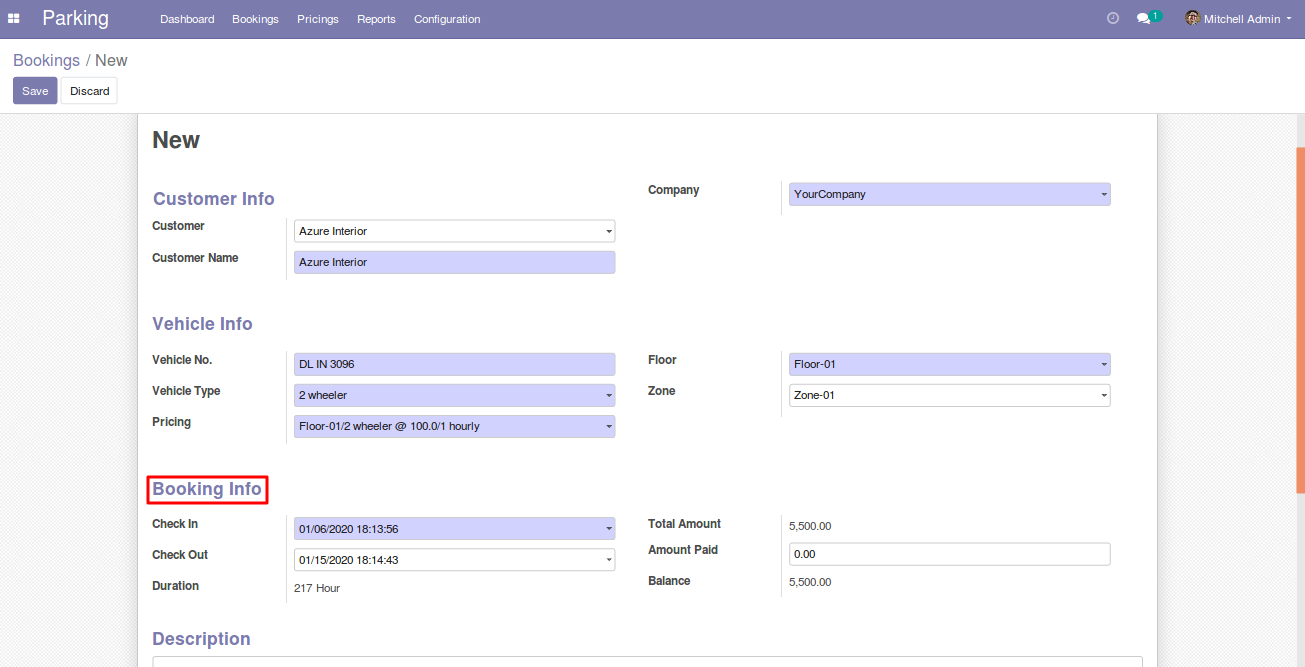 Parking Dashboard Bookings Pricings Reports Configuration 1 Mitchell Admin
Bookings / New
Save Discard
New
Customer Info
Company YourCompany
Customer Azure Interior
Customer Name Azure Interior
Vehicle Info
Vehicle No. DL IN 3096 Floor Floor-01
Vehicle Type 2 wheeler Zone Zone-01
Pricing Floor-01/2 wheeler @ 100.0/1 hourly
Booking Info
Check In 01/06/2020 18:13:56 Total Amount 5,500.00
Check Out 01/15/2020 18:14:43 Amount Paid 0.00
Duration 217 Hour Balance 5,500.00
Description